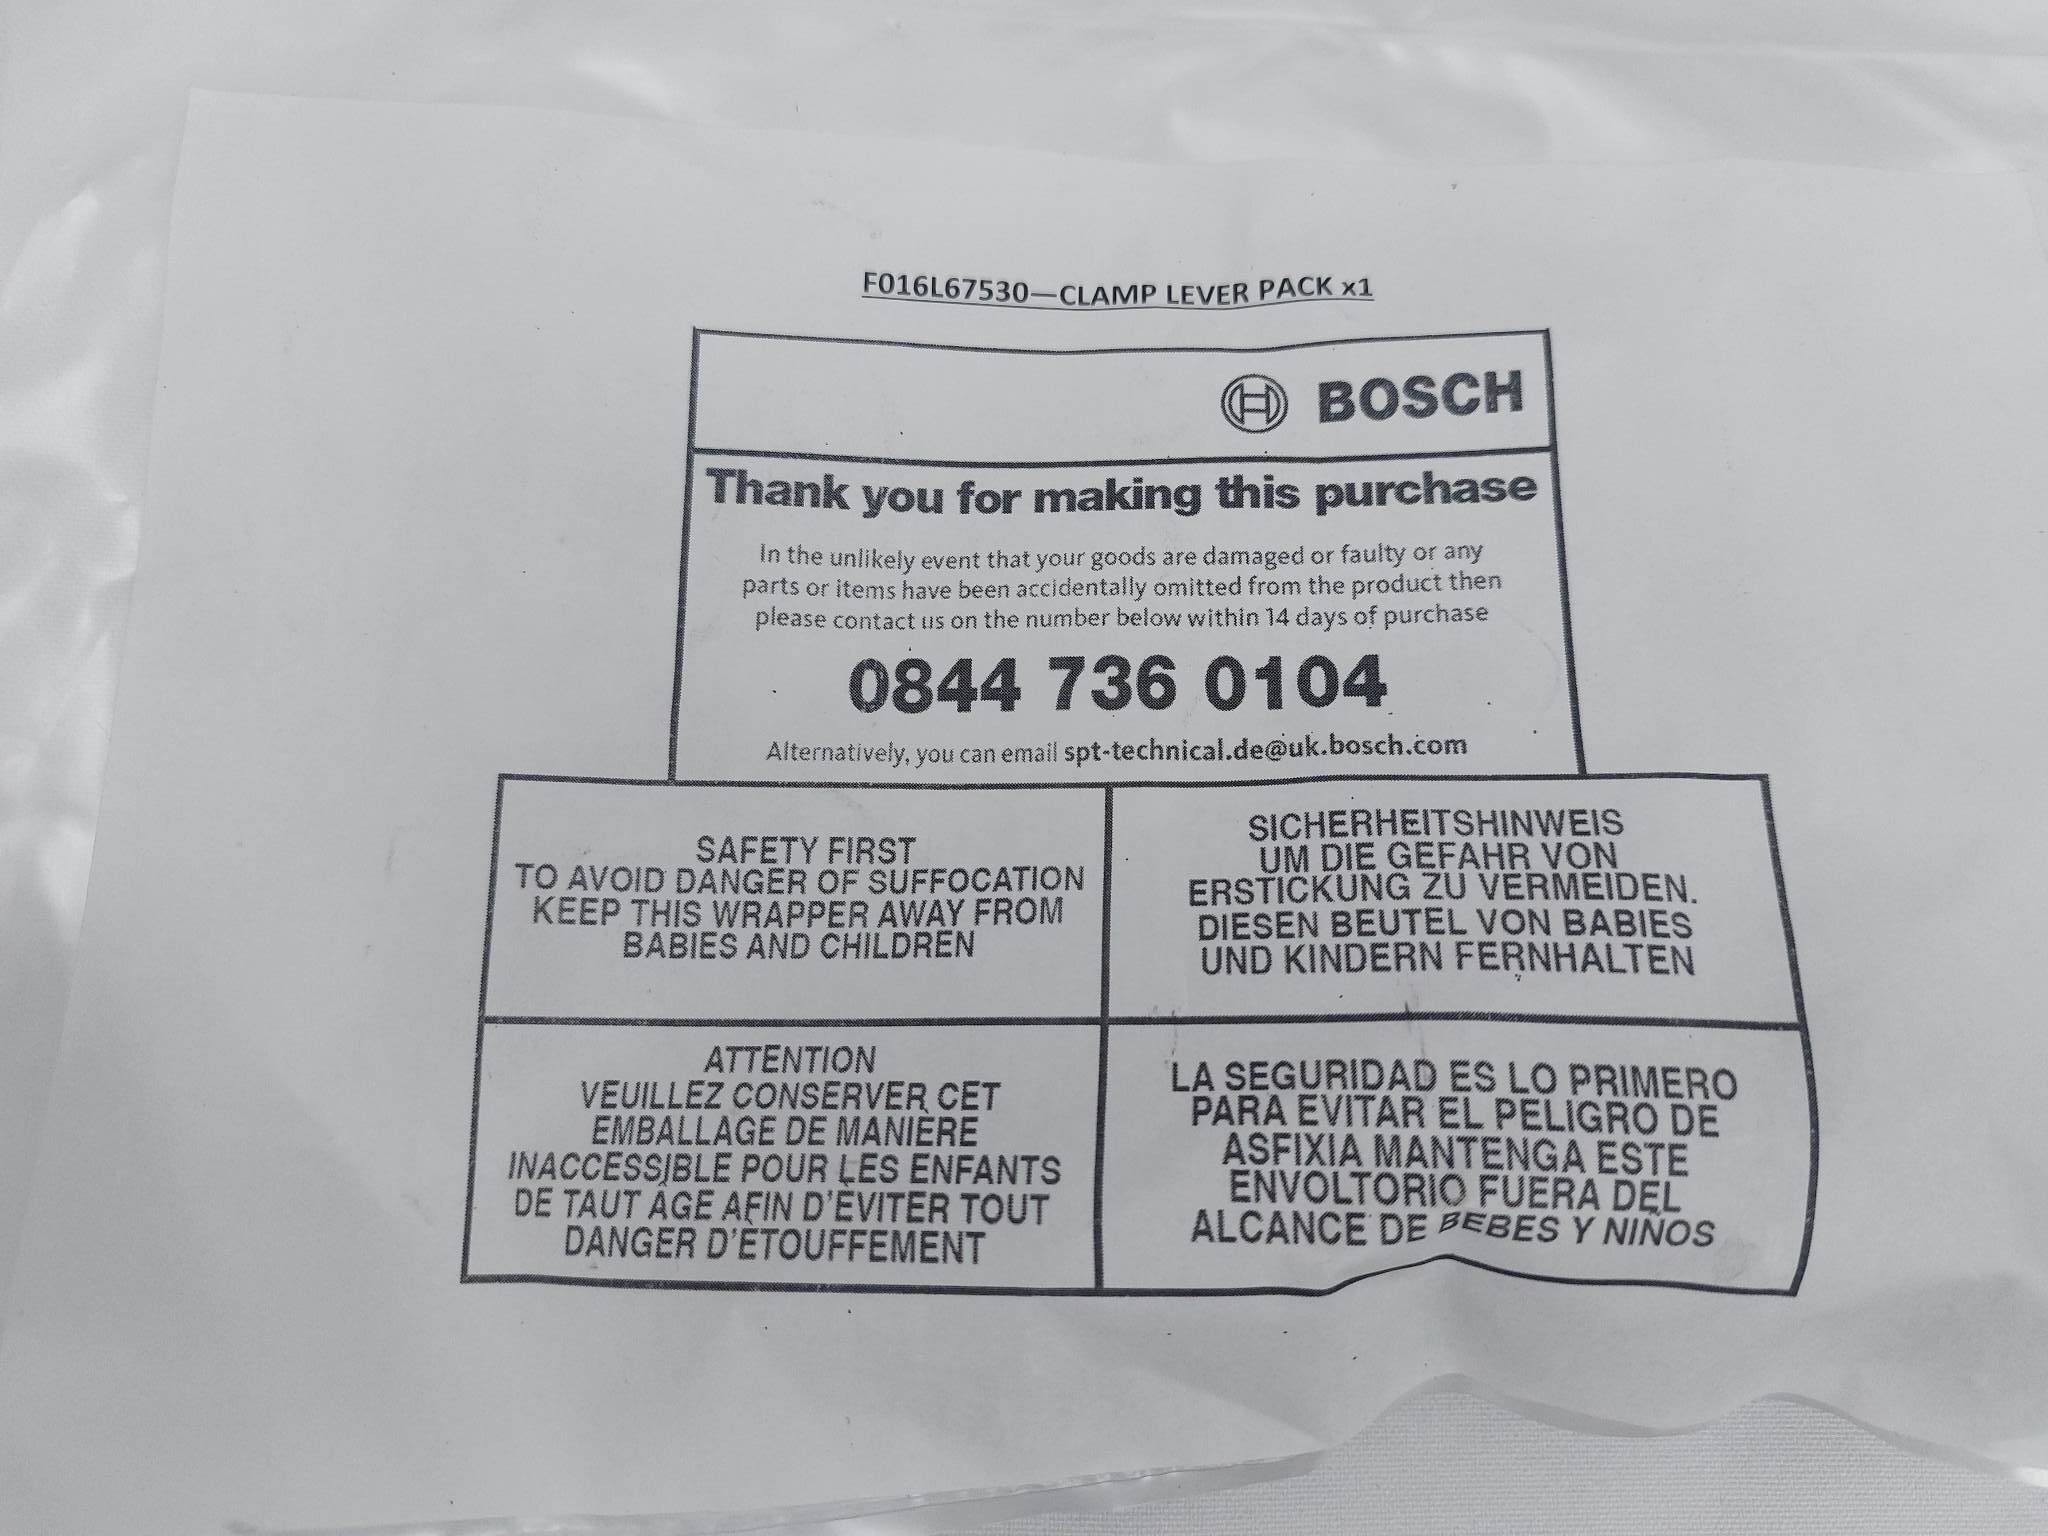 F016L67530—CLAMP LEVER PACK x1
BOSCH
Thank you for making this purchase
In the unlikely event that your goods are damaged or faulty or any
parts or items have been accidentally omitted from the product then
please contact us on the number below within 14 days of purchase
0844 736 0104
Alternatively, you can email spt-technical.de@uk.bosch.com
SAFETY FIRST
TO AVOID DANGER OF SUFFOCATION
KEEP THIS WRAPPER AWAY FROM
BABIES AND CHILDREN
SICHERHEITSHINWEIS
UM DIE GEFAHR VON
ERSTICKUNG ZU VERMEIDEN.
DIESEN BEUTEL VON BABIES
UND KINDERN FERNHALTEN
ATTENTION
VEUILLEZ CONSERVER CET
EMBALLAGE DE MANIÈRE
INACCESSIBLE POUR LES ENFANTS
DE TAUT ÂGE AFIN D'ÈVITER TOUT
DANGER D'ÈTOUFFEMENT
LA SEGURIDAD ES LO PRIMERO
PARA EVITAR EL PELIGRO DE
ASFIXIA MANTENGA ESTE
ENVOLTORIO FUERA DEL
ALCANCE DE BEBES Y NIÑOS